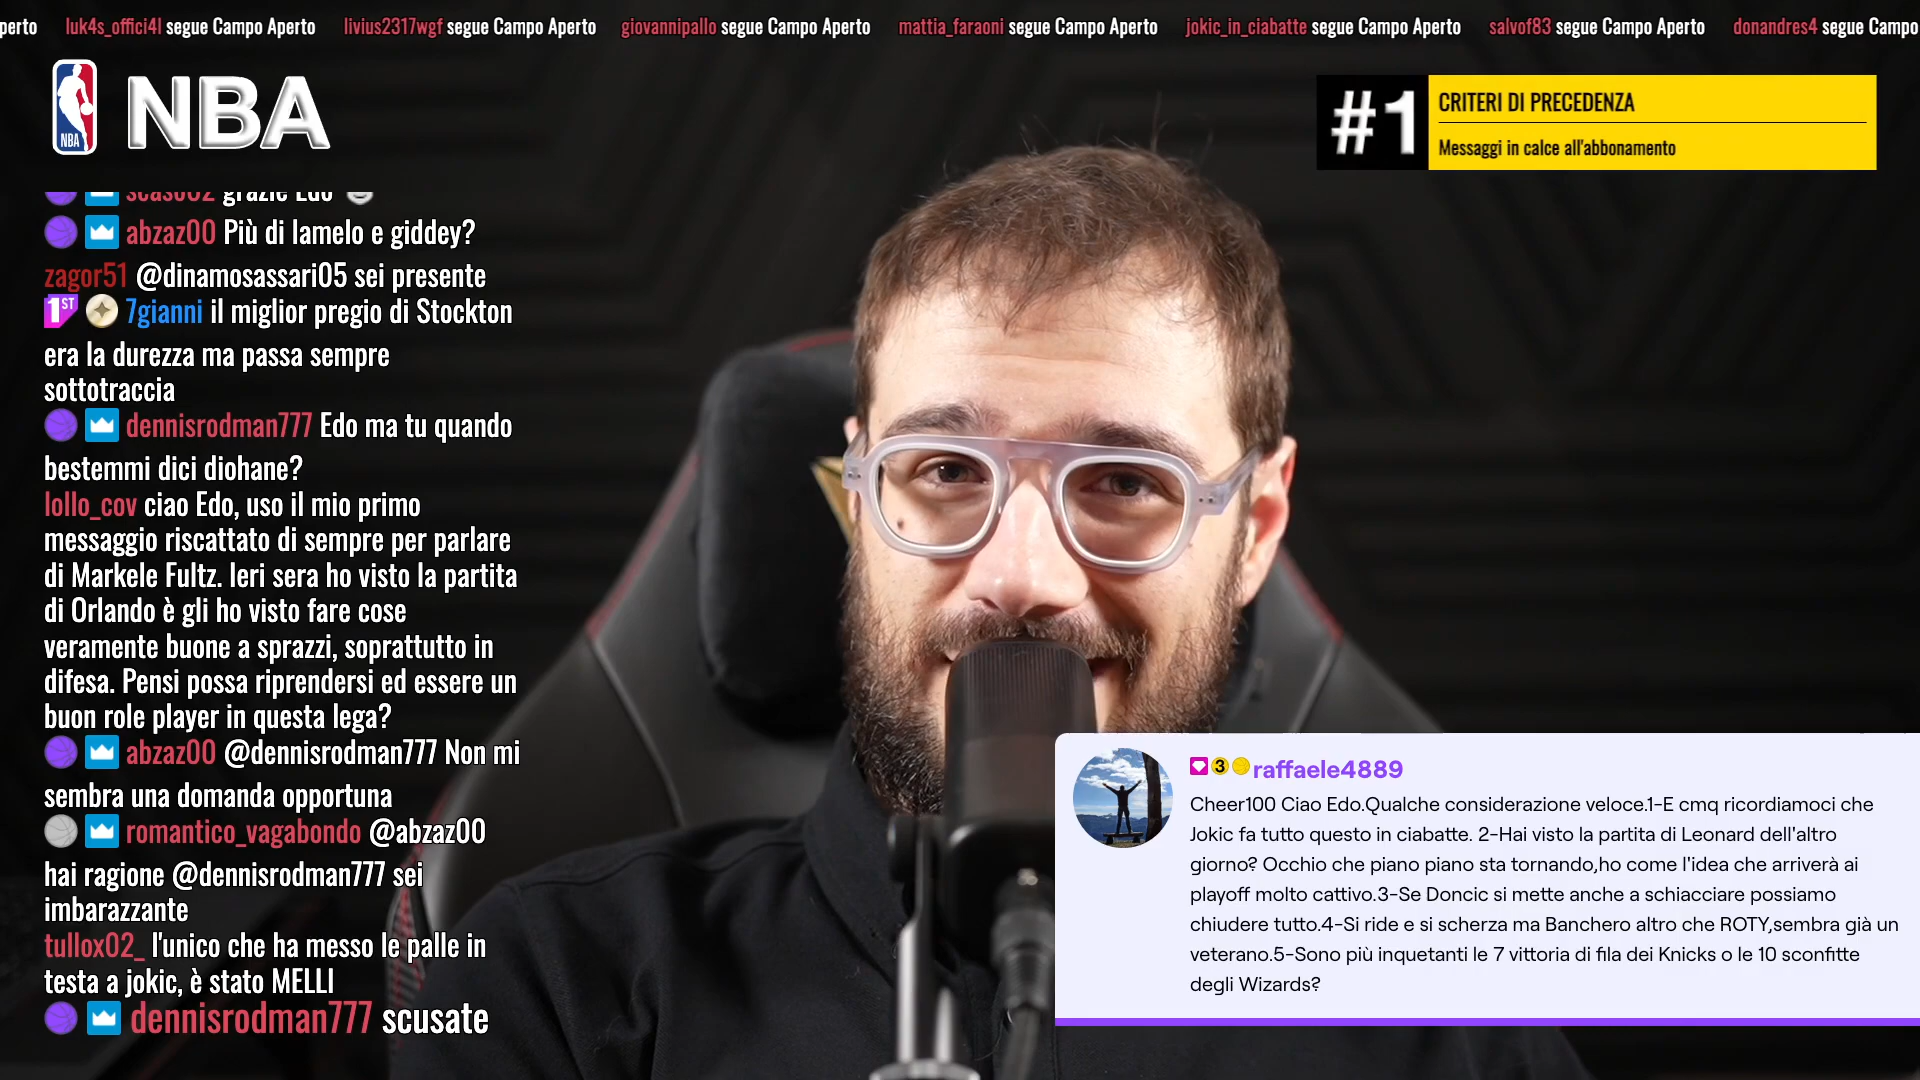 perto luk4s_offici4l segue Campo Aperto livius2317wgf segue Campo Aperto giovannipallo segue Campo Aperto mattia_faraoni segue Campo Aperto jokic_in_ciabatte segue Campo Aperto salvof83 segue Campo Aperto donandres4 segue Campo
NBA
NBA
#1
CRITERI DI PRECEDENZA
Messaggi in calce all'abbonamento
grazie Edo
abzaz00 Più di lamelo e giddey?
zagor51 @dinamosassari05 sei presente
1ST 7gianni il miglior pregio di Stockton
era la durezza ma passa sempre
sottotraccia
dennisrodman777 Edo ma tu quando
bestemmi dici diohane?
lollo_cov ciao Edo, uso il mio primo
messaggio riscattato di sempre per parlare
di Markele Fultz. Ieri sera ho visto la partita
di Orlando è gli ho visto fare cose
veramente buone a sprazzi, soprattutto in
difesa. Pensi possa riprendersi ed essere un
buon role player in questa lega?
abzaz00 @dennisrodman777 Non mi
sembra una domanda opportuna
romantico_vagabondo @abzaz00
hai ragione @dennisrodman777 sei
imbarazzante
tullox02_ l'unico che ha messo le palle in
testa a jokic, è stato MELLI
dennisrodman777 scusate
3 raffaele4889
Cheer100 Ciao Edo.Qualche considerazione veloce.1-E cmq ricordiamoci che
Jokic fa tutto questo in ciabatte. 2-Hai visto la partita di Leonard dell'altro
giorno? Occhio che piano piano sta tornando,ho come l'idea che arriverà ai
playoff molto cattivo.3-Se Doncic si mette anche a schiacciare possiamo
chiudere tutto.4-Si ride e si scherza ma Banchero altro che ROTY,sembra già un
veterano.5-Sono più inquetanti le 7 vittoria di fila dei Knicks o le 10 sconfitte
degli Wizards?